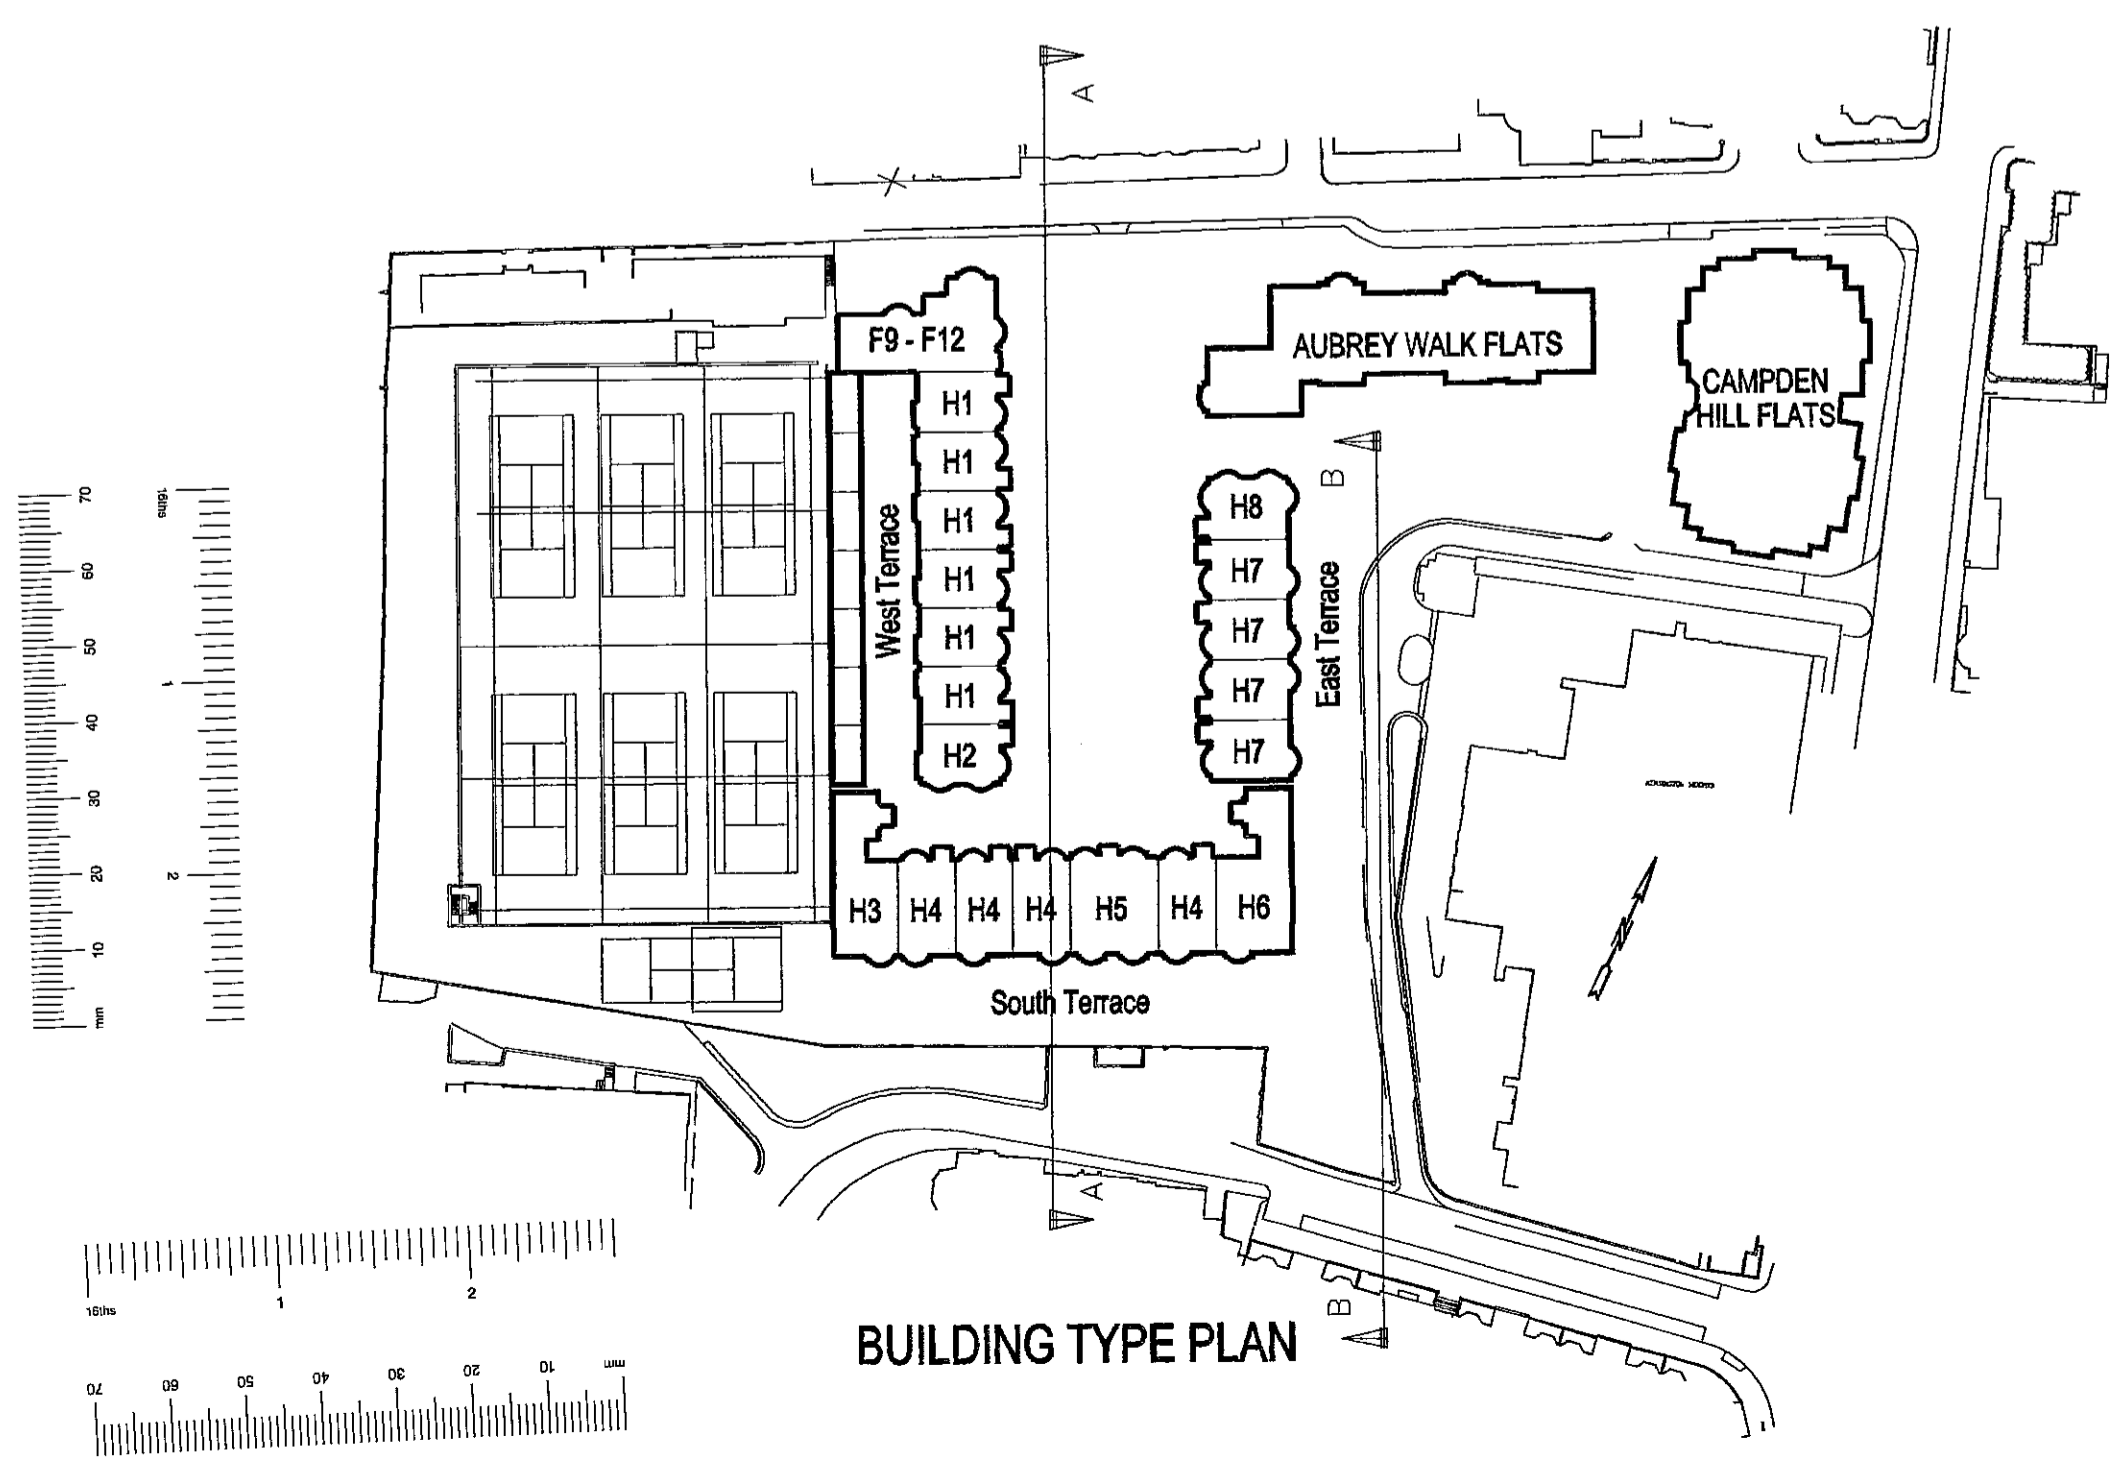 A
F9 - F12
AUBREY WALK FLATS
CAMPDEN
HILL FLATS
H1
H1
H1
H1
H1
H1
H2
West Terrace
B
H8
H7
H7
H7
H7
East Terrace
H3
H4
H4
H4
H5
H4
H6
South Terrace
N
A
B
BUILDING TYPE PLAN
70
60
50
40
30
20
10
mm
16ths
1
2
16ths
1
2
70
60
50
40
30
20
10
mm